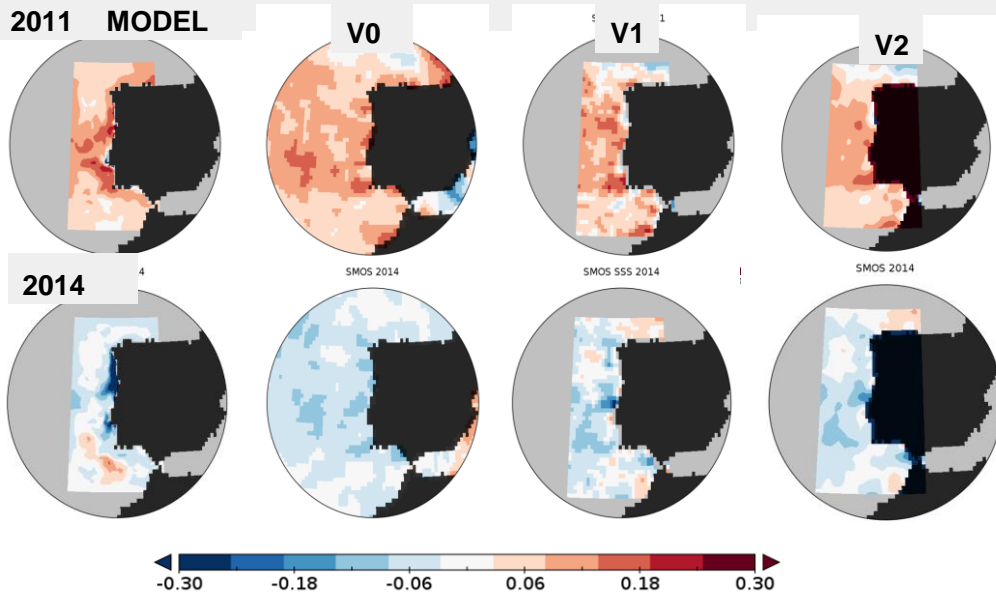 2011 MODEL
V0
V1
V2
2014
SMOS 2014
SMOS SSS 2014
SMOS 2014
-0.30 -0.18 -0.06 0.06 0.18 0.30